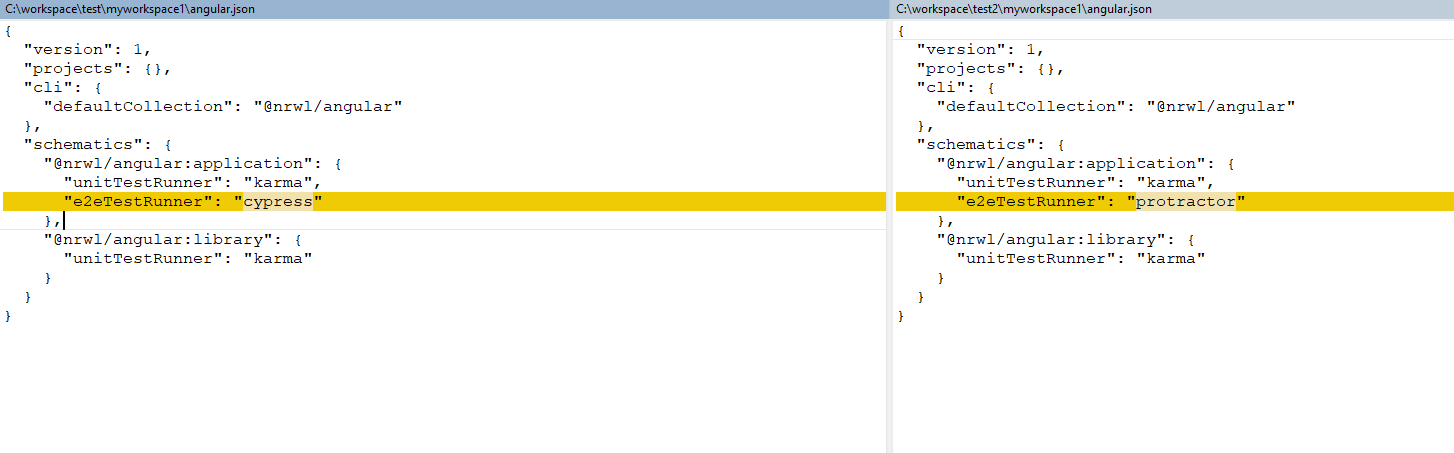 C:\workspace\test\myworkspace1\angular.json
{
  "version": 1,
  "projects": {},
  "cli": {
    "defaultCollection": "@nrwl/angular"
  },
  "schematics": {
    "@nrwl/angular:application": {
      "unitTestRunner": "karma",
      "e2eTestRunner": "cypress"
    },
    "@nrwl/angular:library": {
      "unitTestRunner": "karma"
    }
  }
}
C:\workspace\test2\myworkspace1\angular.json
{
  "version": 1,
  "projects": {},
  "cli": {
    "defaultCollection": "@nrwl/angular"
  },
  "schematics": {
    "@nrwl/angular:application": {
      "unitTestRunner": "karma",
      "e2eTestRunner": "protractor"
    },
    "@nrwl/angular:library": {
      "unitTestRunner": "karma"
    }
  }
}